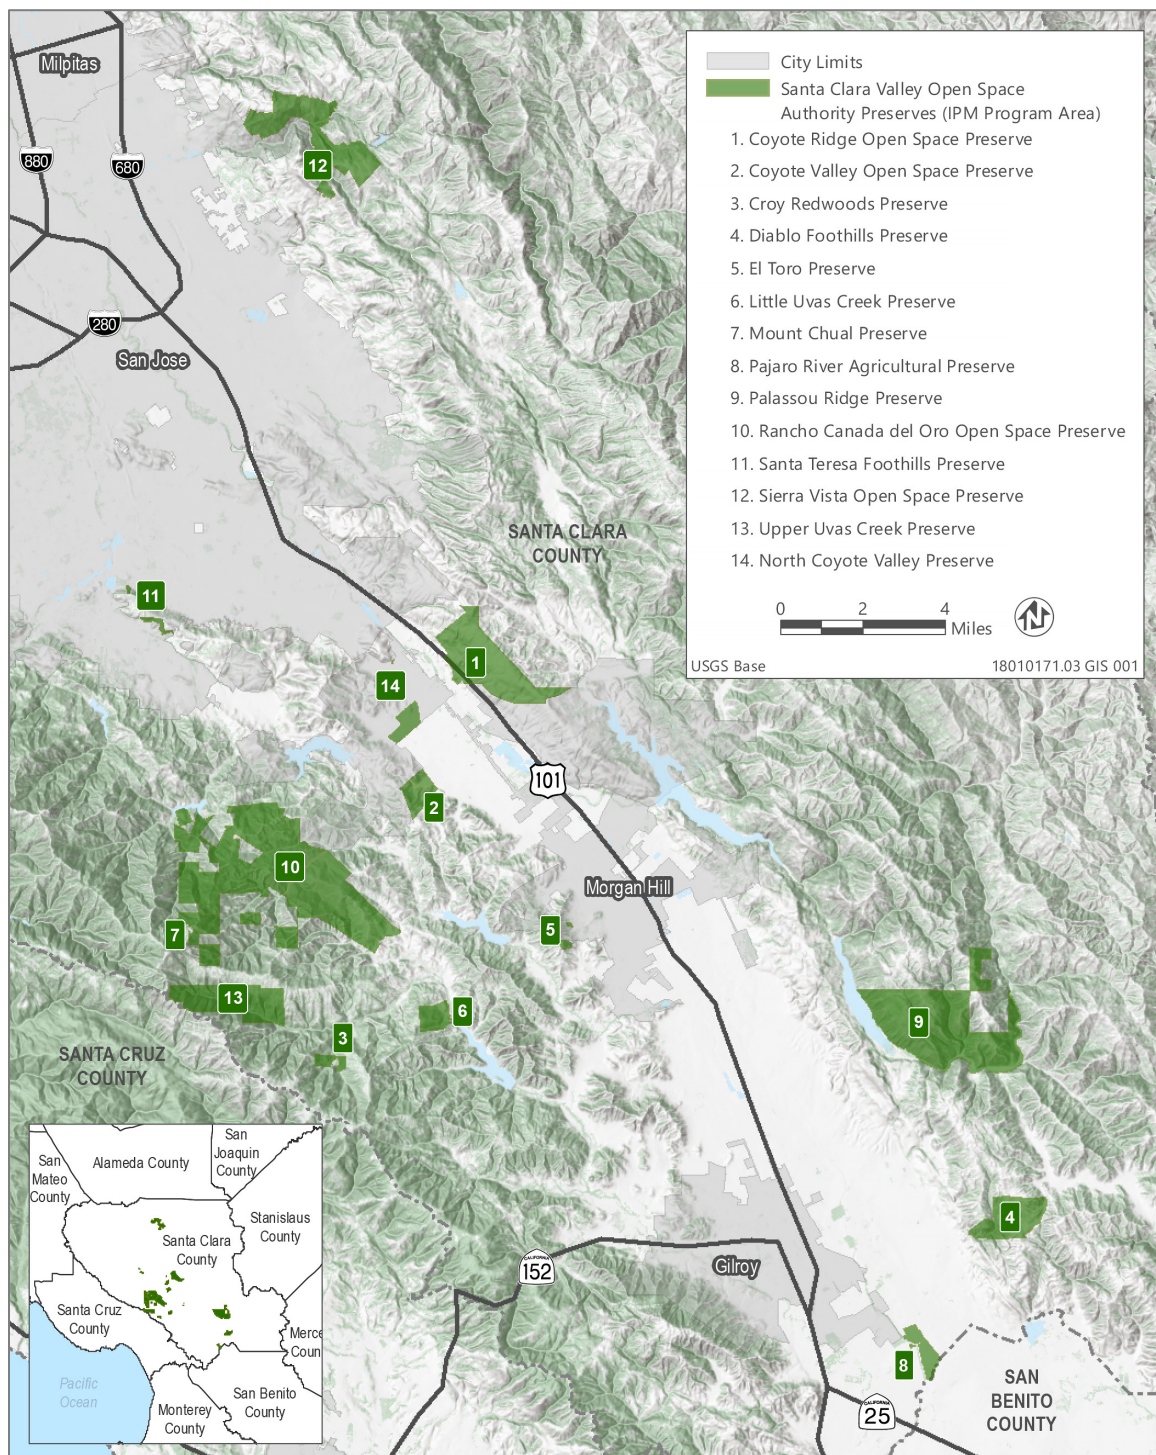 Milpitas
880
680
12
280
San Jose
City Limits
Santa Clara Valley Open Space
Authority Preserves (IPM Program Area)
1. Coyote Ridge Open Space Preserve
2. Coyote Valley Open Space Preserve
3. Croy Redwoods Preserve
4. Diablo Foothills Preserve
5. El Toro Preserve
6. Little Uvas Creek Preserve
7. Mount Chual Preserve
8. Pajaro River Agricultural Preserve
9. Palassou Ridge Preserve
10. Rancho Canada del Oro Open Space Preserve
11. Santa Teresa Foothills Preserve
12. Sierra Vista Open Space Preserve
13. Upper Uvas Creek Preserve
14. North Coyote Valley Preserve
0 2 4
Miles
N
USGS Base
18010171.03 GIS 001
SANTA CLARA
COUNTY
11
1
14
101
2
10
Morgan Hill
5
7
13
6
3
9
SANTA CRUZ
COUNTY
4
CALIFORNIA
152
Gilroy
8
CALIFORNIA
25
SAN
BENITO
COUNTY
San
Joaquin
County
Alameda County
San
Mateo
County
Stanislaus
County
Santa Clara
County
Santa Cruz
County
Merce
Coun
Pacific
Ocean
San Benito
County
Monterey
County